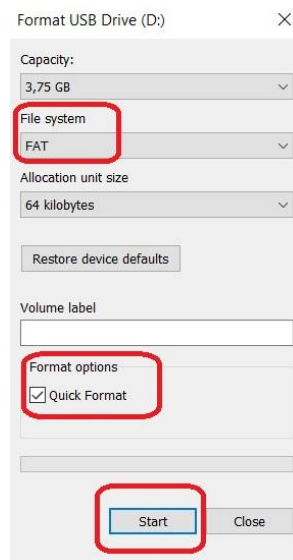 Format USB Drive (D:)
Capacity:
3,75 GB
File system
FAT
Allocation unit size
64 kilobytes
Restore device defaults
Volume label
Format options
Quick Format
Start Close